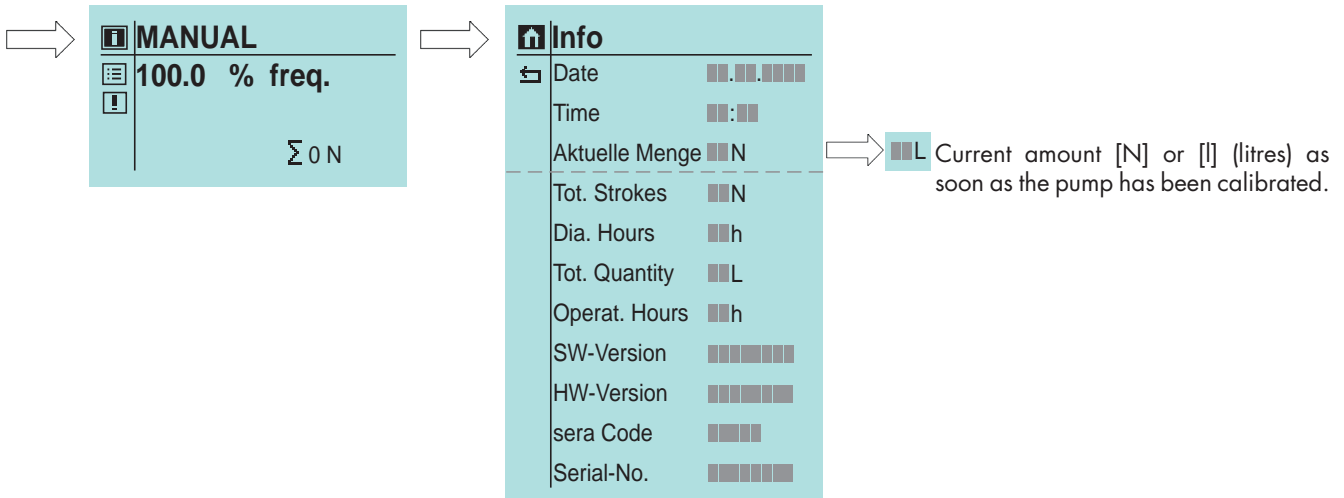 MANUAL
100.0 % freq.
Σ 0 N
Info
Date . .
Time :
Aktuelle Menge N
Tot. Strokes N
Dia. Hours h
Tot. Quantity L
Operat. Hours h
SW-Version
HW-Version
sera Code
Serial-No.
L Current amount [N] or [l] (litres) as
soon as the pump has been calibrated.